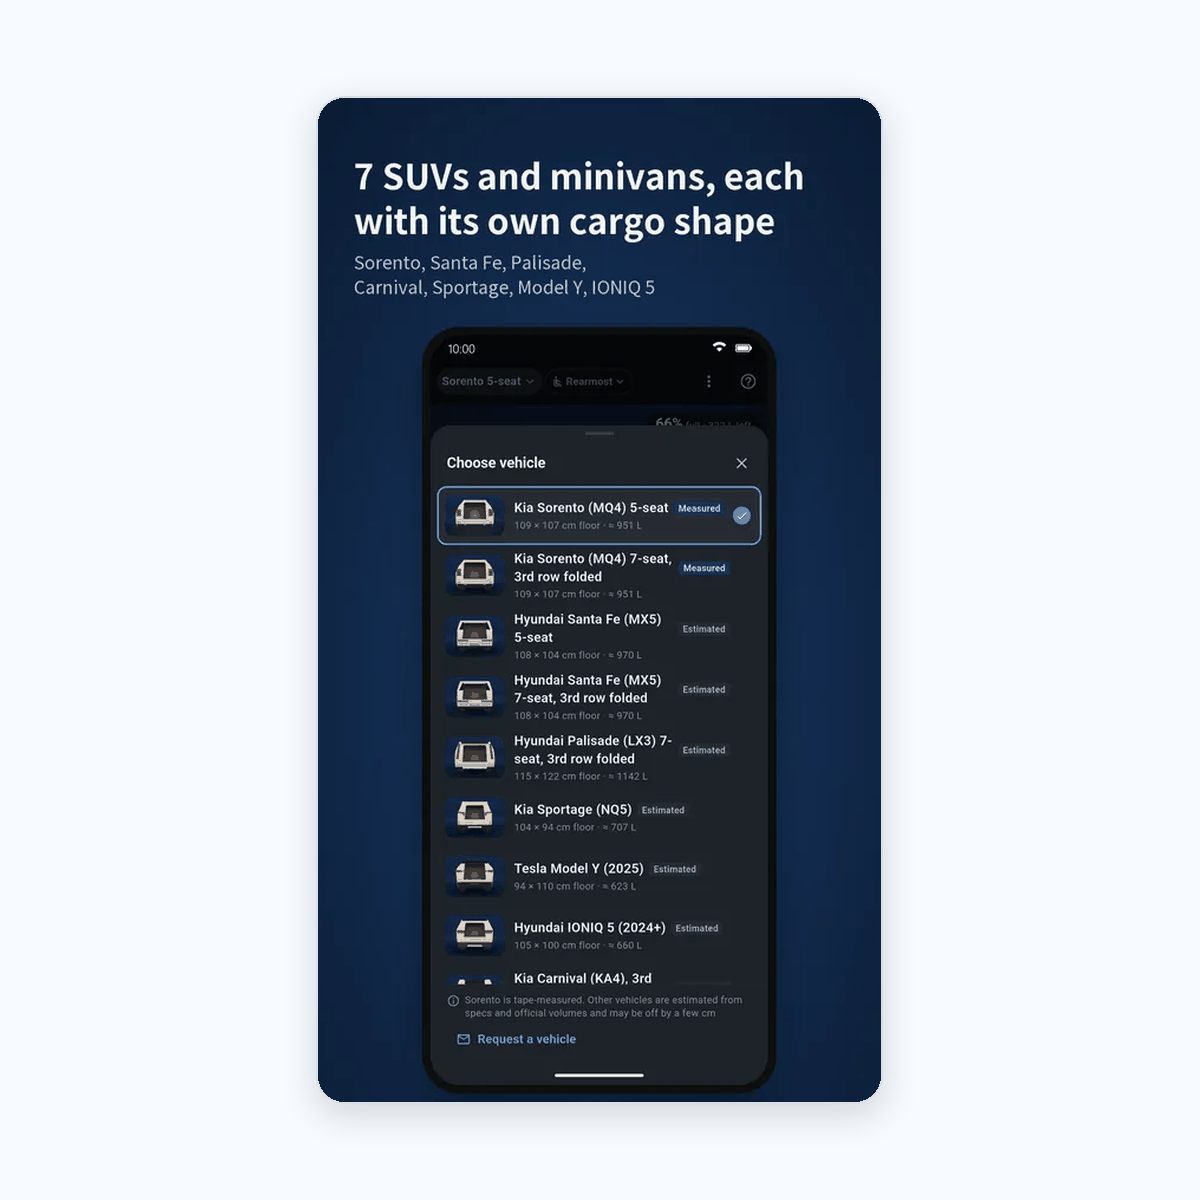 7 SUVs and minivans, each
with its own cargo shape
Sorento, Santa Fe, Palisade,
Carnival, Sportage, Model Y, IONIQ 5
10:00
Sorento 5-seat
Rearmost
66% full · 322 L left
Choose vehicle
Kia Sorento (MQ4) 5-seat Measured
109 × 107 cm floor · ≈ 951 L
Kia Sorento (MQ4) 7-seat,
3rd row folded
Measured
109 × 107 cm floor · ≈ 951 L
Hyundai Santa Fe (MX5)
5-seat
Estimated
108 × 104 cm floor · ≈ 970 L
Hyundai Santa Fe (MX5)
7-seat, 3rd row folded
Estimated
108 × 104 cm floor · ≈ 970 L
Hyundai Palisade (LX3) 7-
seat, 3rd row folded
Estimated
115 × 122 cm floor · ≈ 1142 L
Kia Sportage (NQ5) Estimated
104 × 94 cm floor · ≈ 707 L
Tesla Model Y (2025) Estimated
94 × 110 cm floor · ≈ 623 L
Hyundai IONIQ 5 (2024+) Estimated
105 × 100 cm floor · ≈ 660 L
Kia Carnival (KA4), 3rd
Sorento is tape-measured. Other vehicles are estimated from
specs and official volumes and may be off by a few cm
Request a vehicle